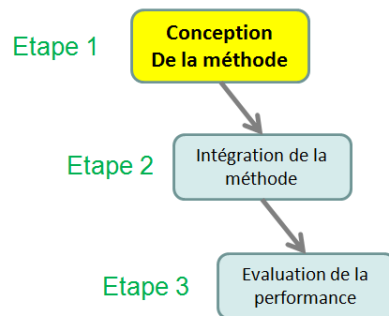 Etape 1
Conception
De la méthode
Etape 2
Intégration de la
méthode
Etape 3
Evaluation de la
performance